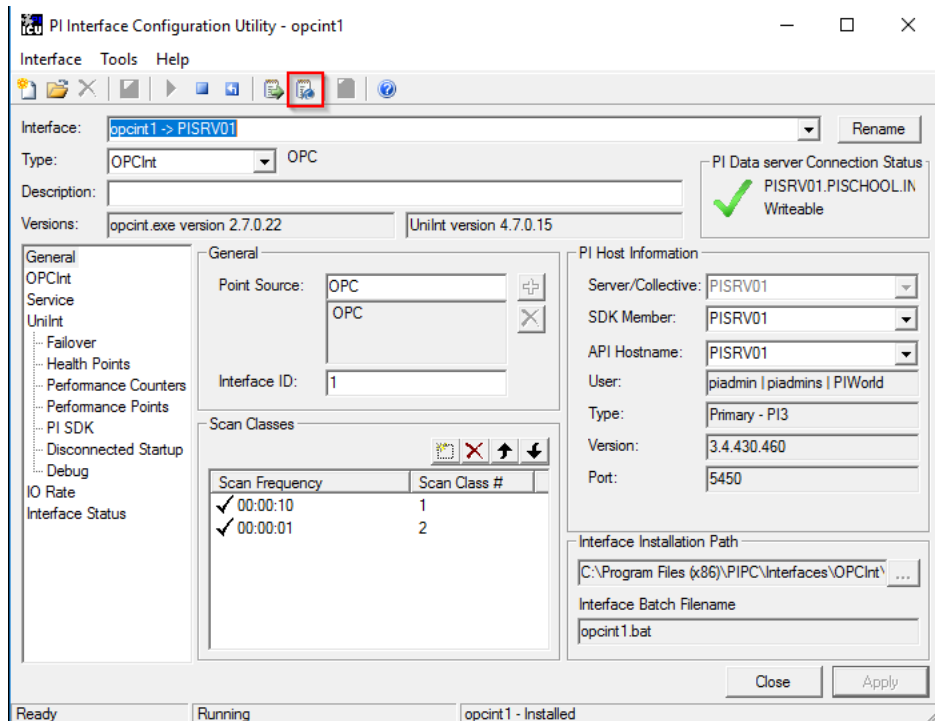 PI Interface Configuration Utility - opcint1
Interface Tools Help
Interface: opcint1 -> PISRV01 Rename
Type: OPCInt OPC
PI Data server Connection Status
PISRV01.PISCHOOL.IN
Writeable
Description:
Versions: opcint.exe version 2.7.0.22 UniInt version 4.7.0.15
General
OPCInt
Service
UniInt
Failover
Health Points
Performance Counters
Performance Points
PI SDK
Disconnected Startup
Debug
IO Rate
Interface Status
General
Point Source: OPC
OPC
Interface ID: 1
Scan Classes
Scan Frequency Scan Class #
00:00:10 1
00:00:01 2
PI Host Information
Server/Collective: PISRV01
SDK Member: PISRV01
API Hostname: PISRV01
User: piadmin | piadmins | PIWorld
Type: Primary - PI3
Version: 3.4.430.460
Port: 5450
Interface Installation Path
C:\Program Files (x86)\PIPC\Interfaces\OPCInt\ ...
Interface Batch Filename
opcint1.bat
Close Apply
Ready Running opcint1 - Installed